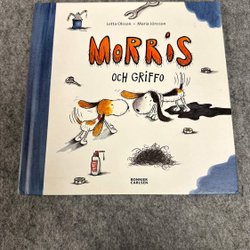 Lotta Olsson – Maria Jönsson
MORRiS
OCH GRiFFO
BONNIER
CARLSEN